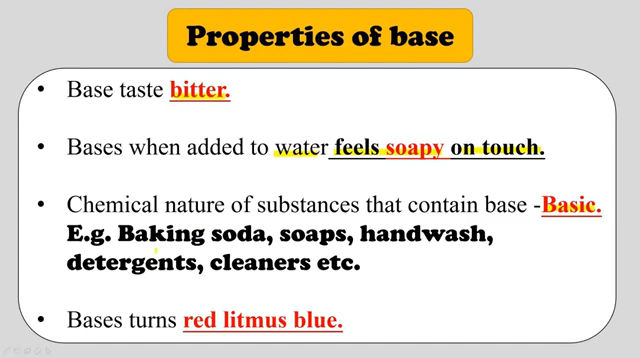 Properties of base
• Base taste bitter.
• Bases when added to water feels soapy on touch.
• Chemical nature of substances that contain base -Basic.
E.g. Baking soda, soaps, handwash,
detergents, cleaners etc.
• Bases turns red litmus blue.